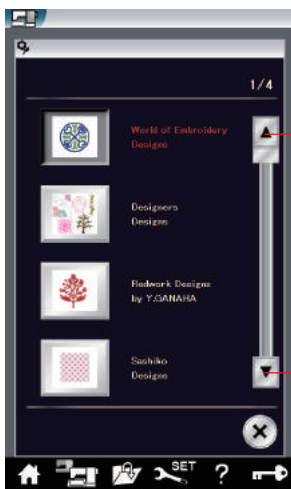 1/4
World of Embroidery
Designs
Designers
Designs
Redwork Designs
by Y.GANAHA
Sashiko
Designs
SET
?